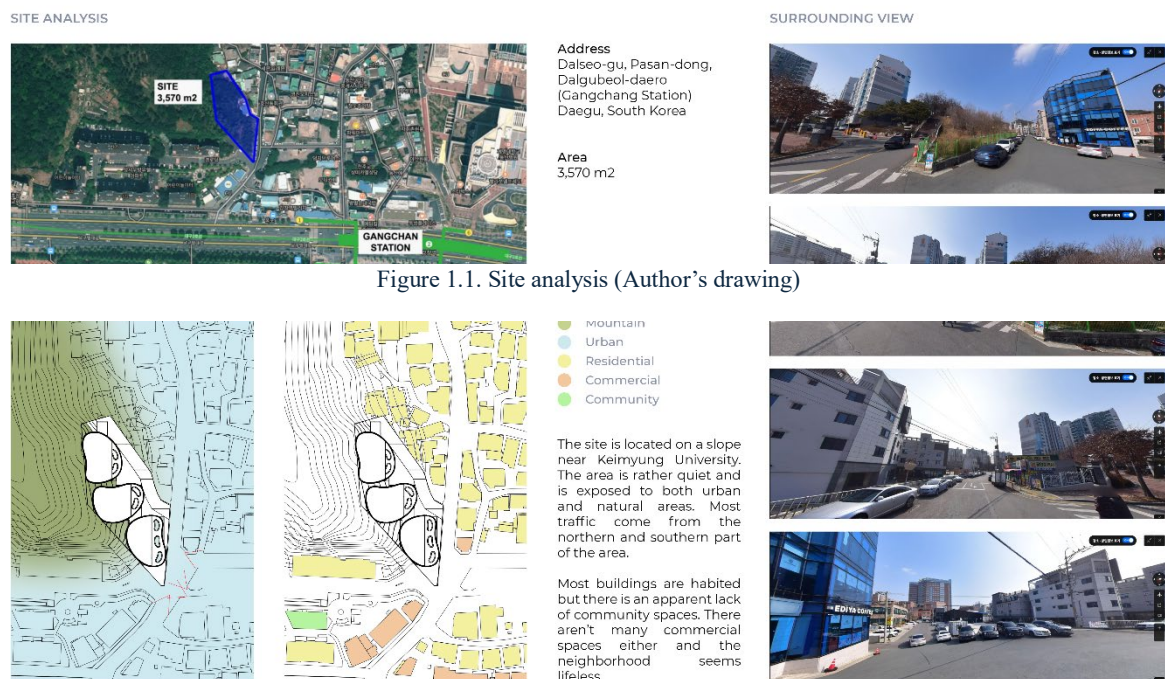 SITE ANALYSIS
SITE
3,570 m2
GANGCHAN
STATION
Address
Dalseo-gu, Pasan-dong,
Dalgubeol-daero
(Gangchang Station)
Daegu, South Korea
Area
3,570 m2
SURROUNDING VIEW
EDIYA COFFEE
Figure 1.1. Site analysis (Author's drawing)
Mountain
Urban
Residential
Commercial
Community
The site is located on a slope
near Keimyung University.
The area is rather quiet and
is exposed to both urban
and natural areas. Most
traffic come from the
northern and southern part
of the area.
Most buildings are habited
but there is an apparent lack
of community spaces. There
aren't many commercial
spaces either and the
neighborhood seems
lifeless
EDIYA COFFEE